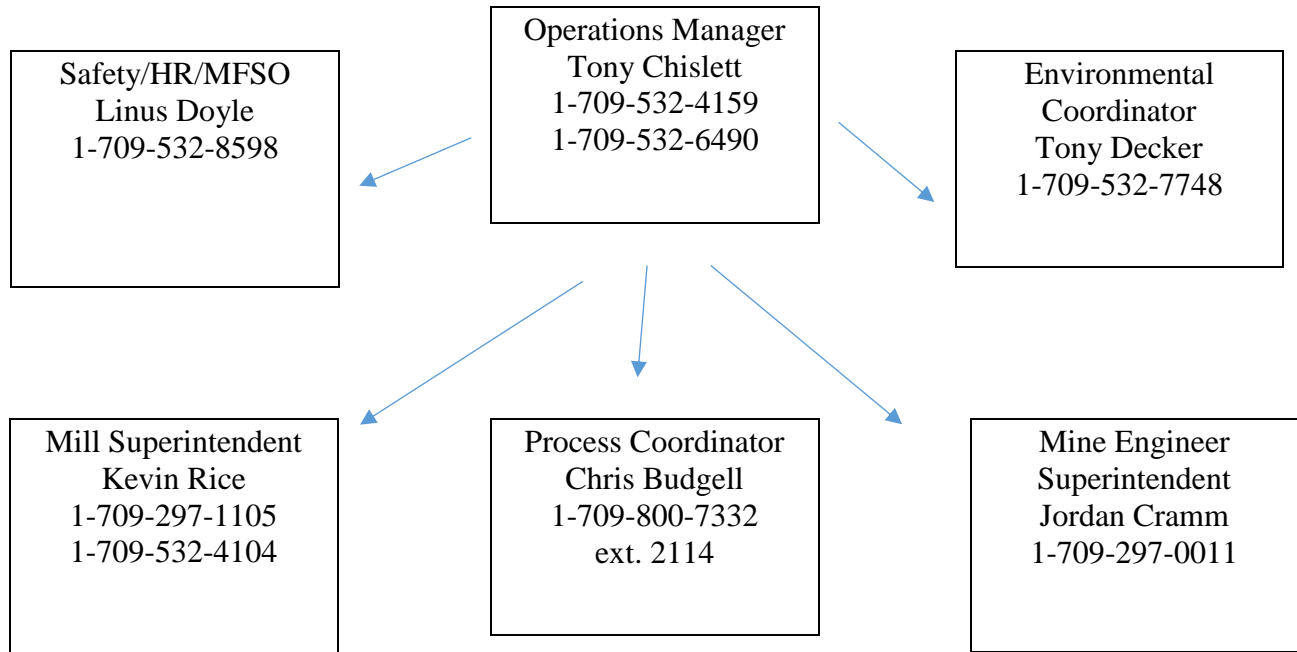 Operations Manager
Tony Chislett
1-709-532-4159
1-709-532-6490
Safety/HR/MFSO
Linus Doyle
1-709-532-8598
Environmental
Coordinator
Tony Decker
1-709-532-7748
Mill Superintendent
Kevin Rice
1-709-297-1105
1-709-532-4104
Process Coordinator
Chris Budgell
1-709-800-7332
ext. 2114
Mine Engineer
Superintendent
Jordan Cramm
1-709-297-0011